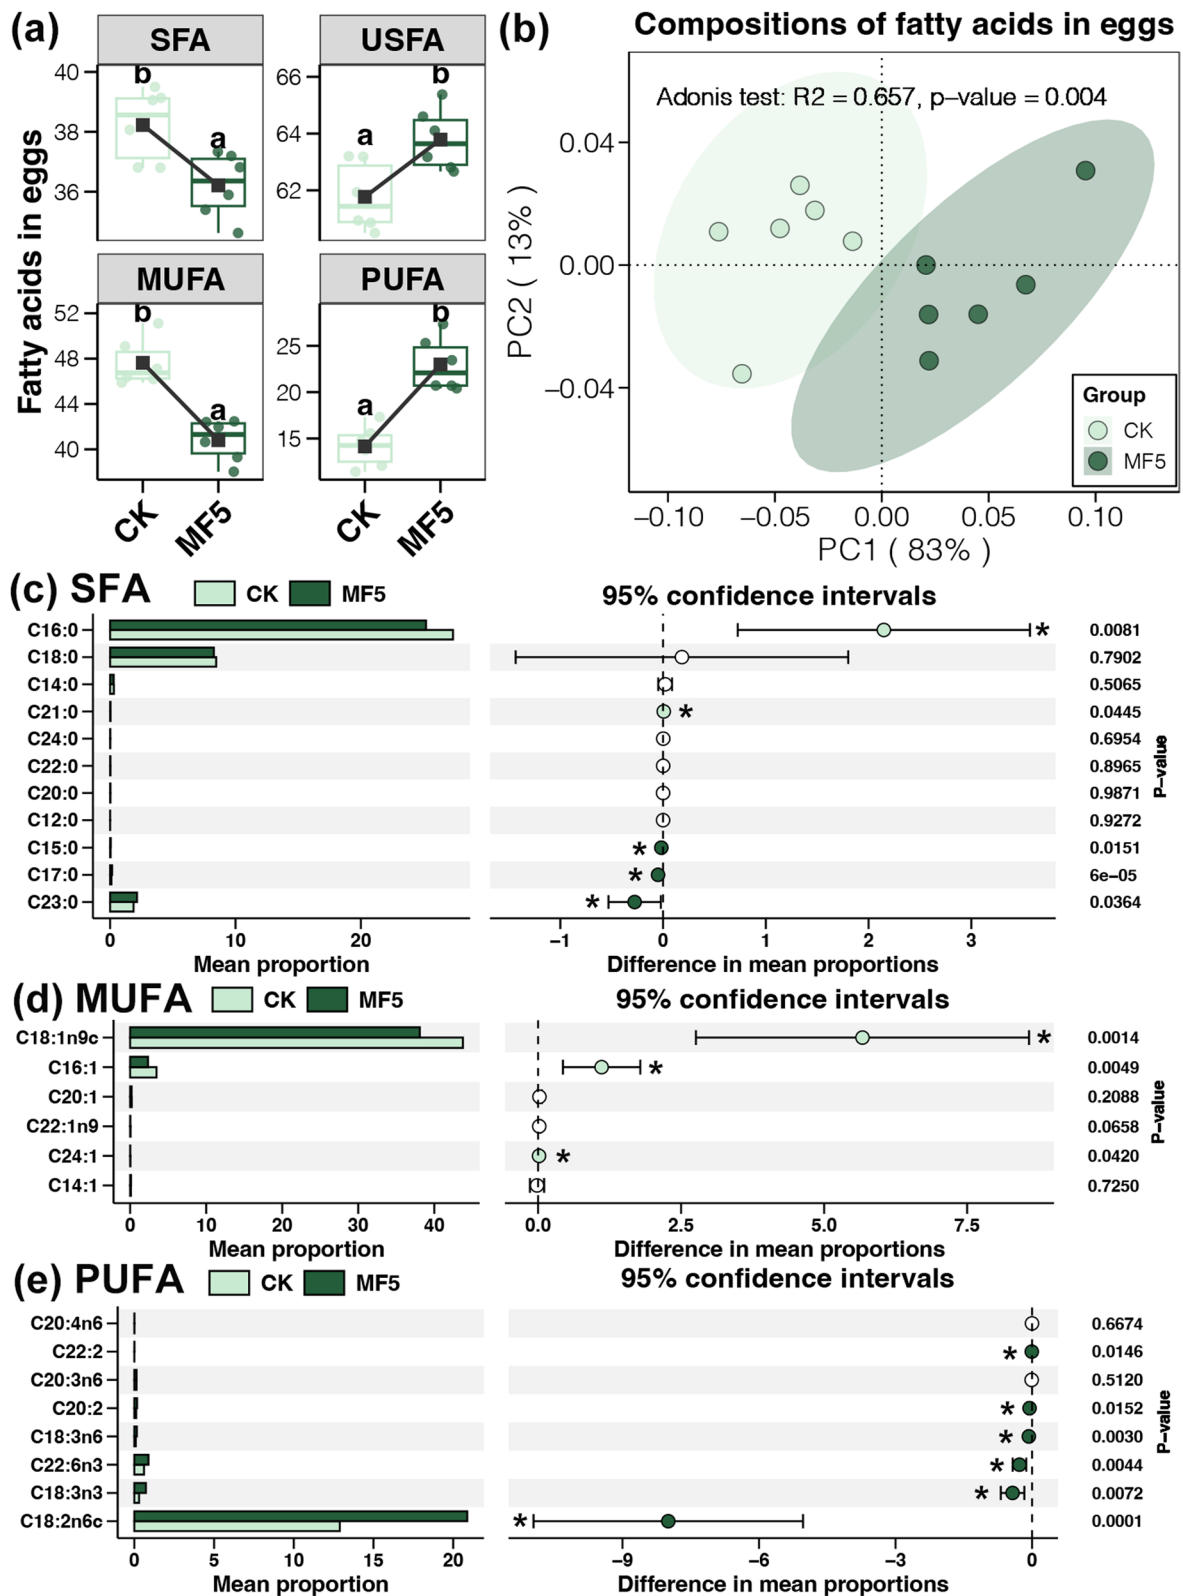 (a)
SFA
USFA
Fatty acids in eggs
40
38
36
b
a
66
64
62
a
b
MUFA
PUFA
52
48
44
40
b
a
25
20
15
a
b
CK
MF5
CK
MF5
(b)
Compositions of fatty acids in eggs
Adonis test: R2 = 0.657, p−value = 0.004
PC2 ( 13% )
0.04
0.00
−0.04
Group
CK
MF5
−0.10 −0.05 0.00 0.05 0.10
PC1 ( 83% )
(c) SFA CK MF5 95% confidence intervals
C16:0 * 0.0081
C18:0 0.7902
C14:0 0.5065
C21:0 * 0.0445
C24:0 0.6954
C22:0 0.8965
C20:0 0.9871
C12:0 0.9272
C15:0 * 0.0151
C17:0 * 6e−05
C23:0 * 0.0364
P−value
0 10 20 −1 0 1 2 3
Mean proportion Difference in mean proportions
(d) MUFA CK MF5 95% confidence intervals
C18:1n9c * 0.0014
C16:1 * 0.0049
C20:1 0.2088
C22:1n9 0.0658
C24:1 * 0.0420
C14:1 0.7250
P−value
0 10 20 30 40 0.0 2.5 5.0 7.5
Mean proportion Difference in mean proportions
(e) PUFA CK MF5 95% confidence intervals
C20:4n6 0.6674
C22:2 * 0.0146
C20:3n6 0.5120
C20:2 * 0.0152
C18:3n6 * 0.0030
C22:6n3 * 0.0044
C18:3n3 * 0.0072
C18:2n6c * 0.0001
P−value
0 5 10 15 20 −9 −6 −3 0
Mean proportion Difference in mean proportions